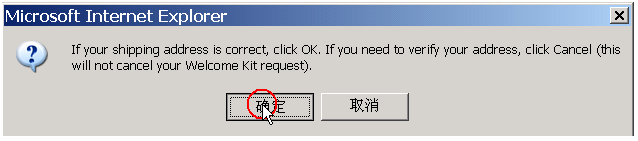 Microsoft Internet Explorer
If your shipping address is correct, click OK. If you need to verify your address, click Cancel (this
will not cancel your Welcome Kit request).
确定 取消